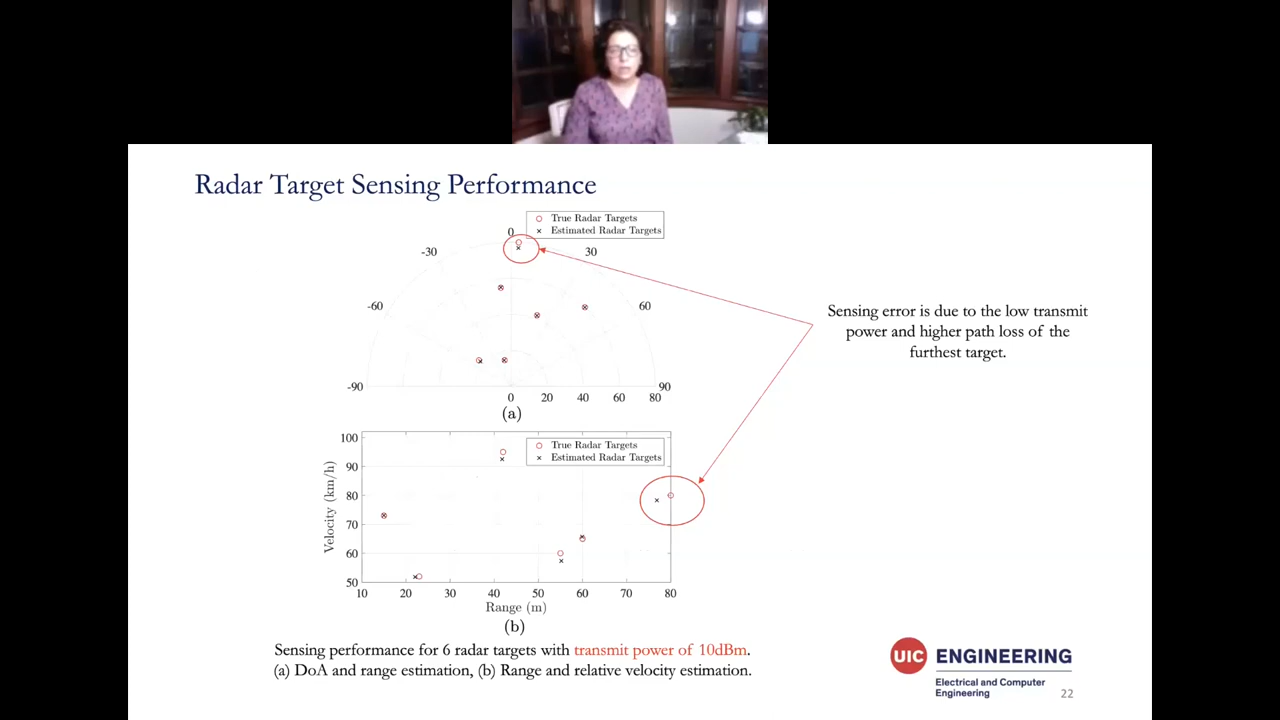 Radar Target Sensing Performance
True Radar Targets
Estimated Radar Targets
0
-30
30
-60
60
-90
90
0 20 40 60 80
(a)
Sensing error is due to the low transmit
power and higher path loss of the
furthest target.
True Radar Targets
Estimated Radar Targets
100
90
80
70
60
50
Velocity (km/h)
10 20 30 40 50 60 70 80
Range (m)
(b)
Sensing performance for 6 radar targets with transmit power of 10dBm.
(a) DoA and range estimation, (b) Range and relative velocity estimation.
UIC ENGINEERING
Electrical and Computer
Engineering
22